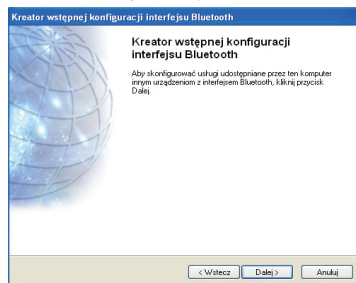 Kreator wstępnej konfiguracji interfejsu Bluetooth
Kreator wstępnej konfiguracji
interfejsu Bluetooth
Aby skonfigurować usługi udostępniane przez ten komputer
innym urządzeniom z interfejsem Bluetooth, kliknij przycisk
Dalej.
< Wstecz Dalej > Anuluj